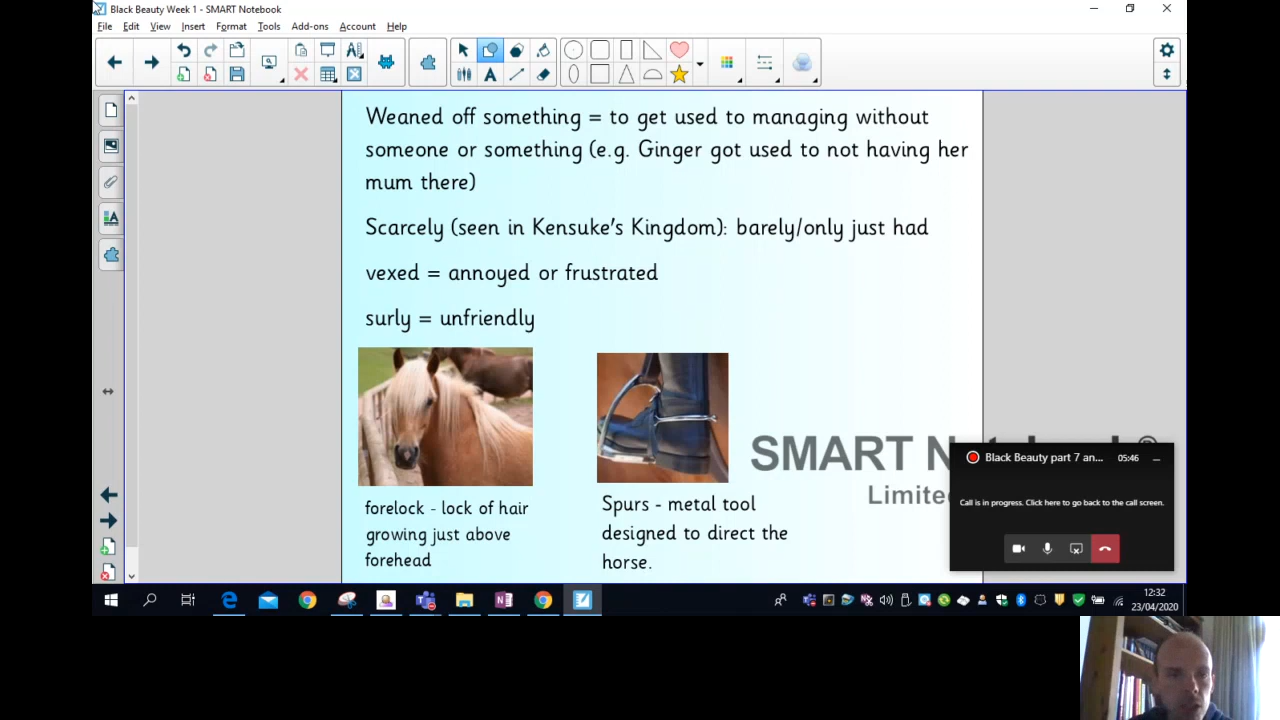 Black Beauty Week 1 - SMART Notebook
File Edit View Insert Format Tools Add-ons Account Help
Weaned off something = to get used to managing without
someone or something (e.g. Ginger got used to not having her
mum there)
Scarcely (seen in Kensuke's Kingdom): barely/only just had
vexed = annoyed or frustrated
surly = unfriendly
forelock - lock of hair
growing just above
forehead
Spurs - metal tool
designed to direct the
horse.
SMART
Black Beauty part 7 an... 05:46
Call is in progress. Click here to go back to the call screen.
12:32
23/04/2020